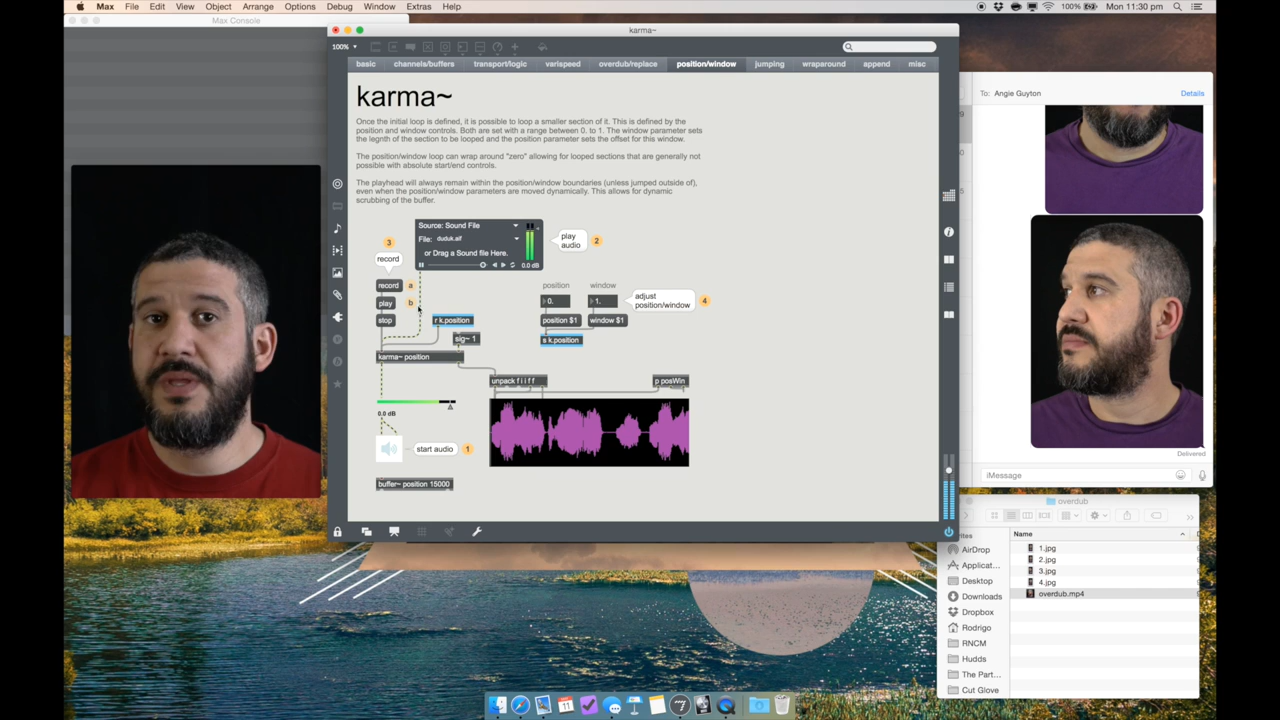 Max File Edit View Object Arrange Options Debug Window Extras Help
100% Mon 11:30 pm
Max Console
karma~
100%
basic channels/buffers transport/logic varispeed overdub/replace position/window jumping wraparound append misc
karma~
Once the initial loop is defined, it is possible to loop a smaller section of it. This is defined by the
position and window controls. Both are set with a range between 0. to 1. The window parameter sets
the legnth of the section to be looped and the position parameter sets the offset for this window.
The position/window loop can wrap around "zero" allowing for looped sections that are generally not
possible with absolute start/end controls.
The playhead will always remain within the position/window boundaries (unless jumped outside of),
even when the position/window parameters are moved dynamically. This allows for dynamic
scrubbing of the buffer.
Source: Sound File
File: duduk.aif
or Drag a Sound file Here.
0.0 dB
play
audio
2
3
record
record a
play b
stop
r k.position
sig~ 1
karma~ position
position window
0. 1.
position $1 window $1
s k.position
adjust
position/window
4
unpack f i i f f
p posWin
0.0 dB
start audio 1
buffer~ position 15000
To: Angie Guyton Details
Delivered
iMessage
overdub
Name
AirDrop
Applicat...
Desktop
Downloads
Dropbox
Rodrigo
RNCM
Hudds
The Part...
Cut Glove
1.jpg
2.jpg
3.jpg
4.jpg
overdub.mp4
11
7